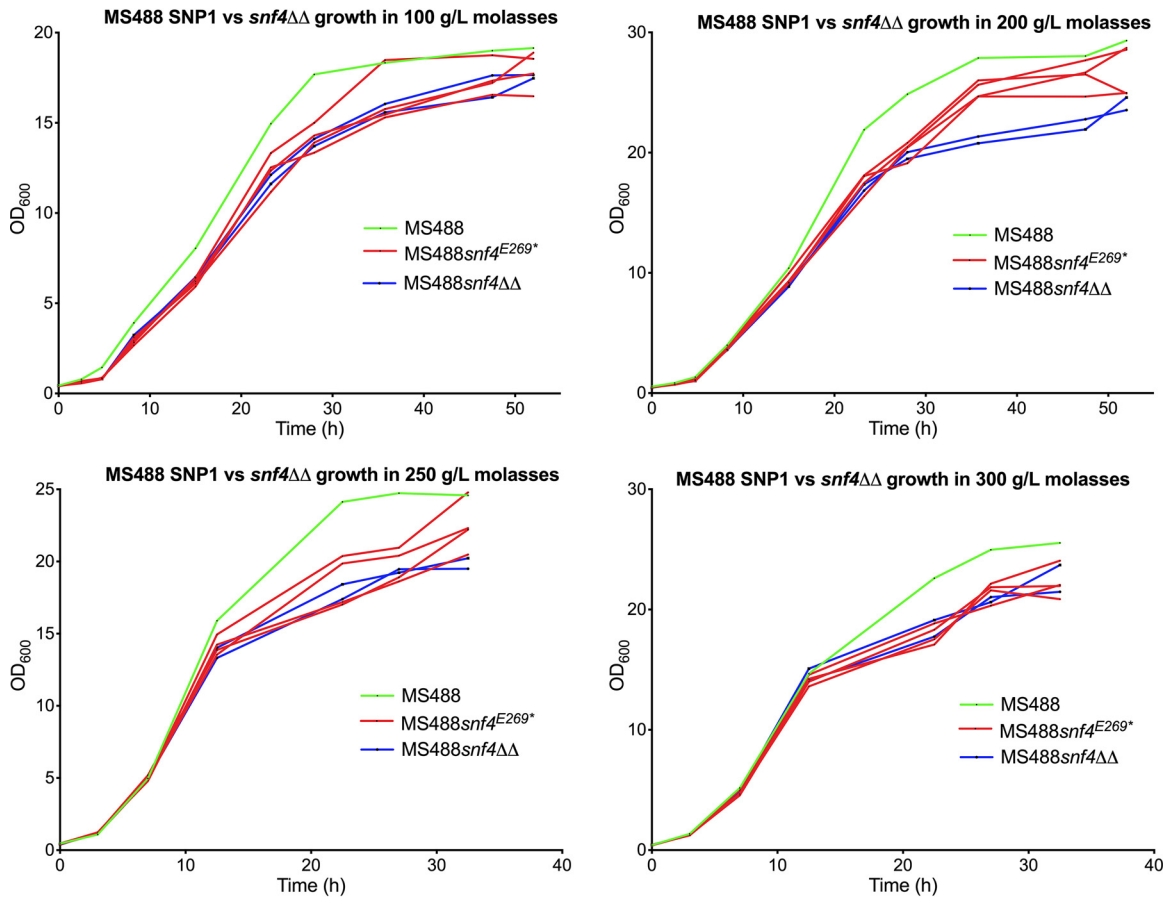 MS488 SNP1 vs snf4ΔΔ growth in 100 g/L molasses
20
15
10
5
0
OD600
0 10 20 30 40 50
Time (h)
MS488
MS488snf4E269*
MS488snf4ΔΔ
MS488 SNP1 vs snf4ΔΔ growth in 200 g/L molasses
30
20
10
0
OD600
0 10 20 30 40 50
Time (h)
MS488
MS488snf4E269*
MS488snf4ΔΔ
MS488 SNP1 vs snf4ΔΔ growth in 250 g/L molasses
25
20
15
10
5
0
OD600
0 10 20 30 40
Time (h)
MS488
MS488snf4E269*
MS488snf4ΔΔ
MS488 SNP1 vs snf4ΔΔ growth in 300 g/L molasses
30
20
10
0
OD600
0 10 20 30 40
Time (h)
MS488
MS488snf4E269*
MS488snf4ΔΔ